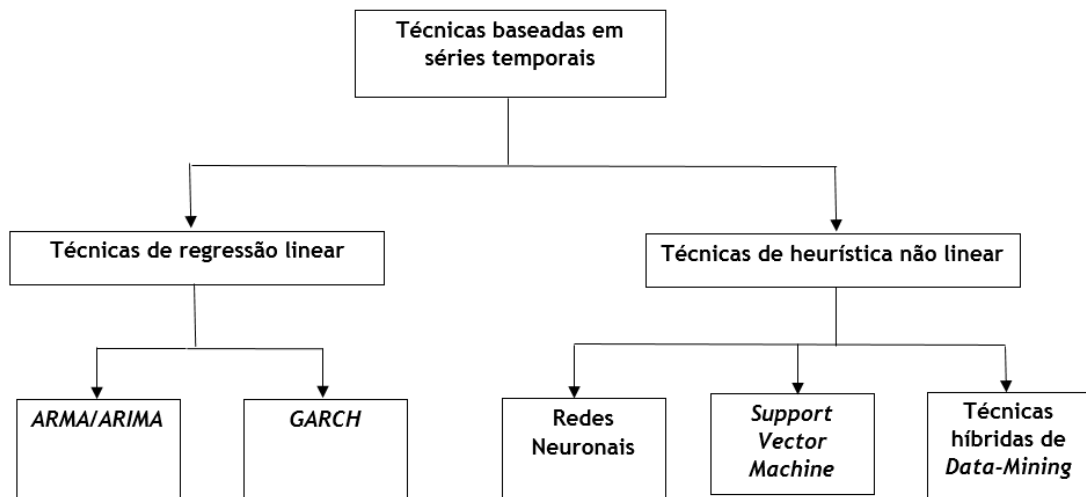 Técnicas baseadas em
séries temporais
Técnicas de regressão linear
Técnicas de heurística não linear
ARMA/ARIMA
GARCH
Redes
Neuronais
Support
Vector
Machine
Técnicas
híbridas de
Data-Mining